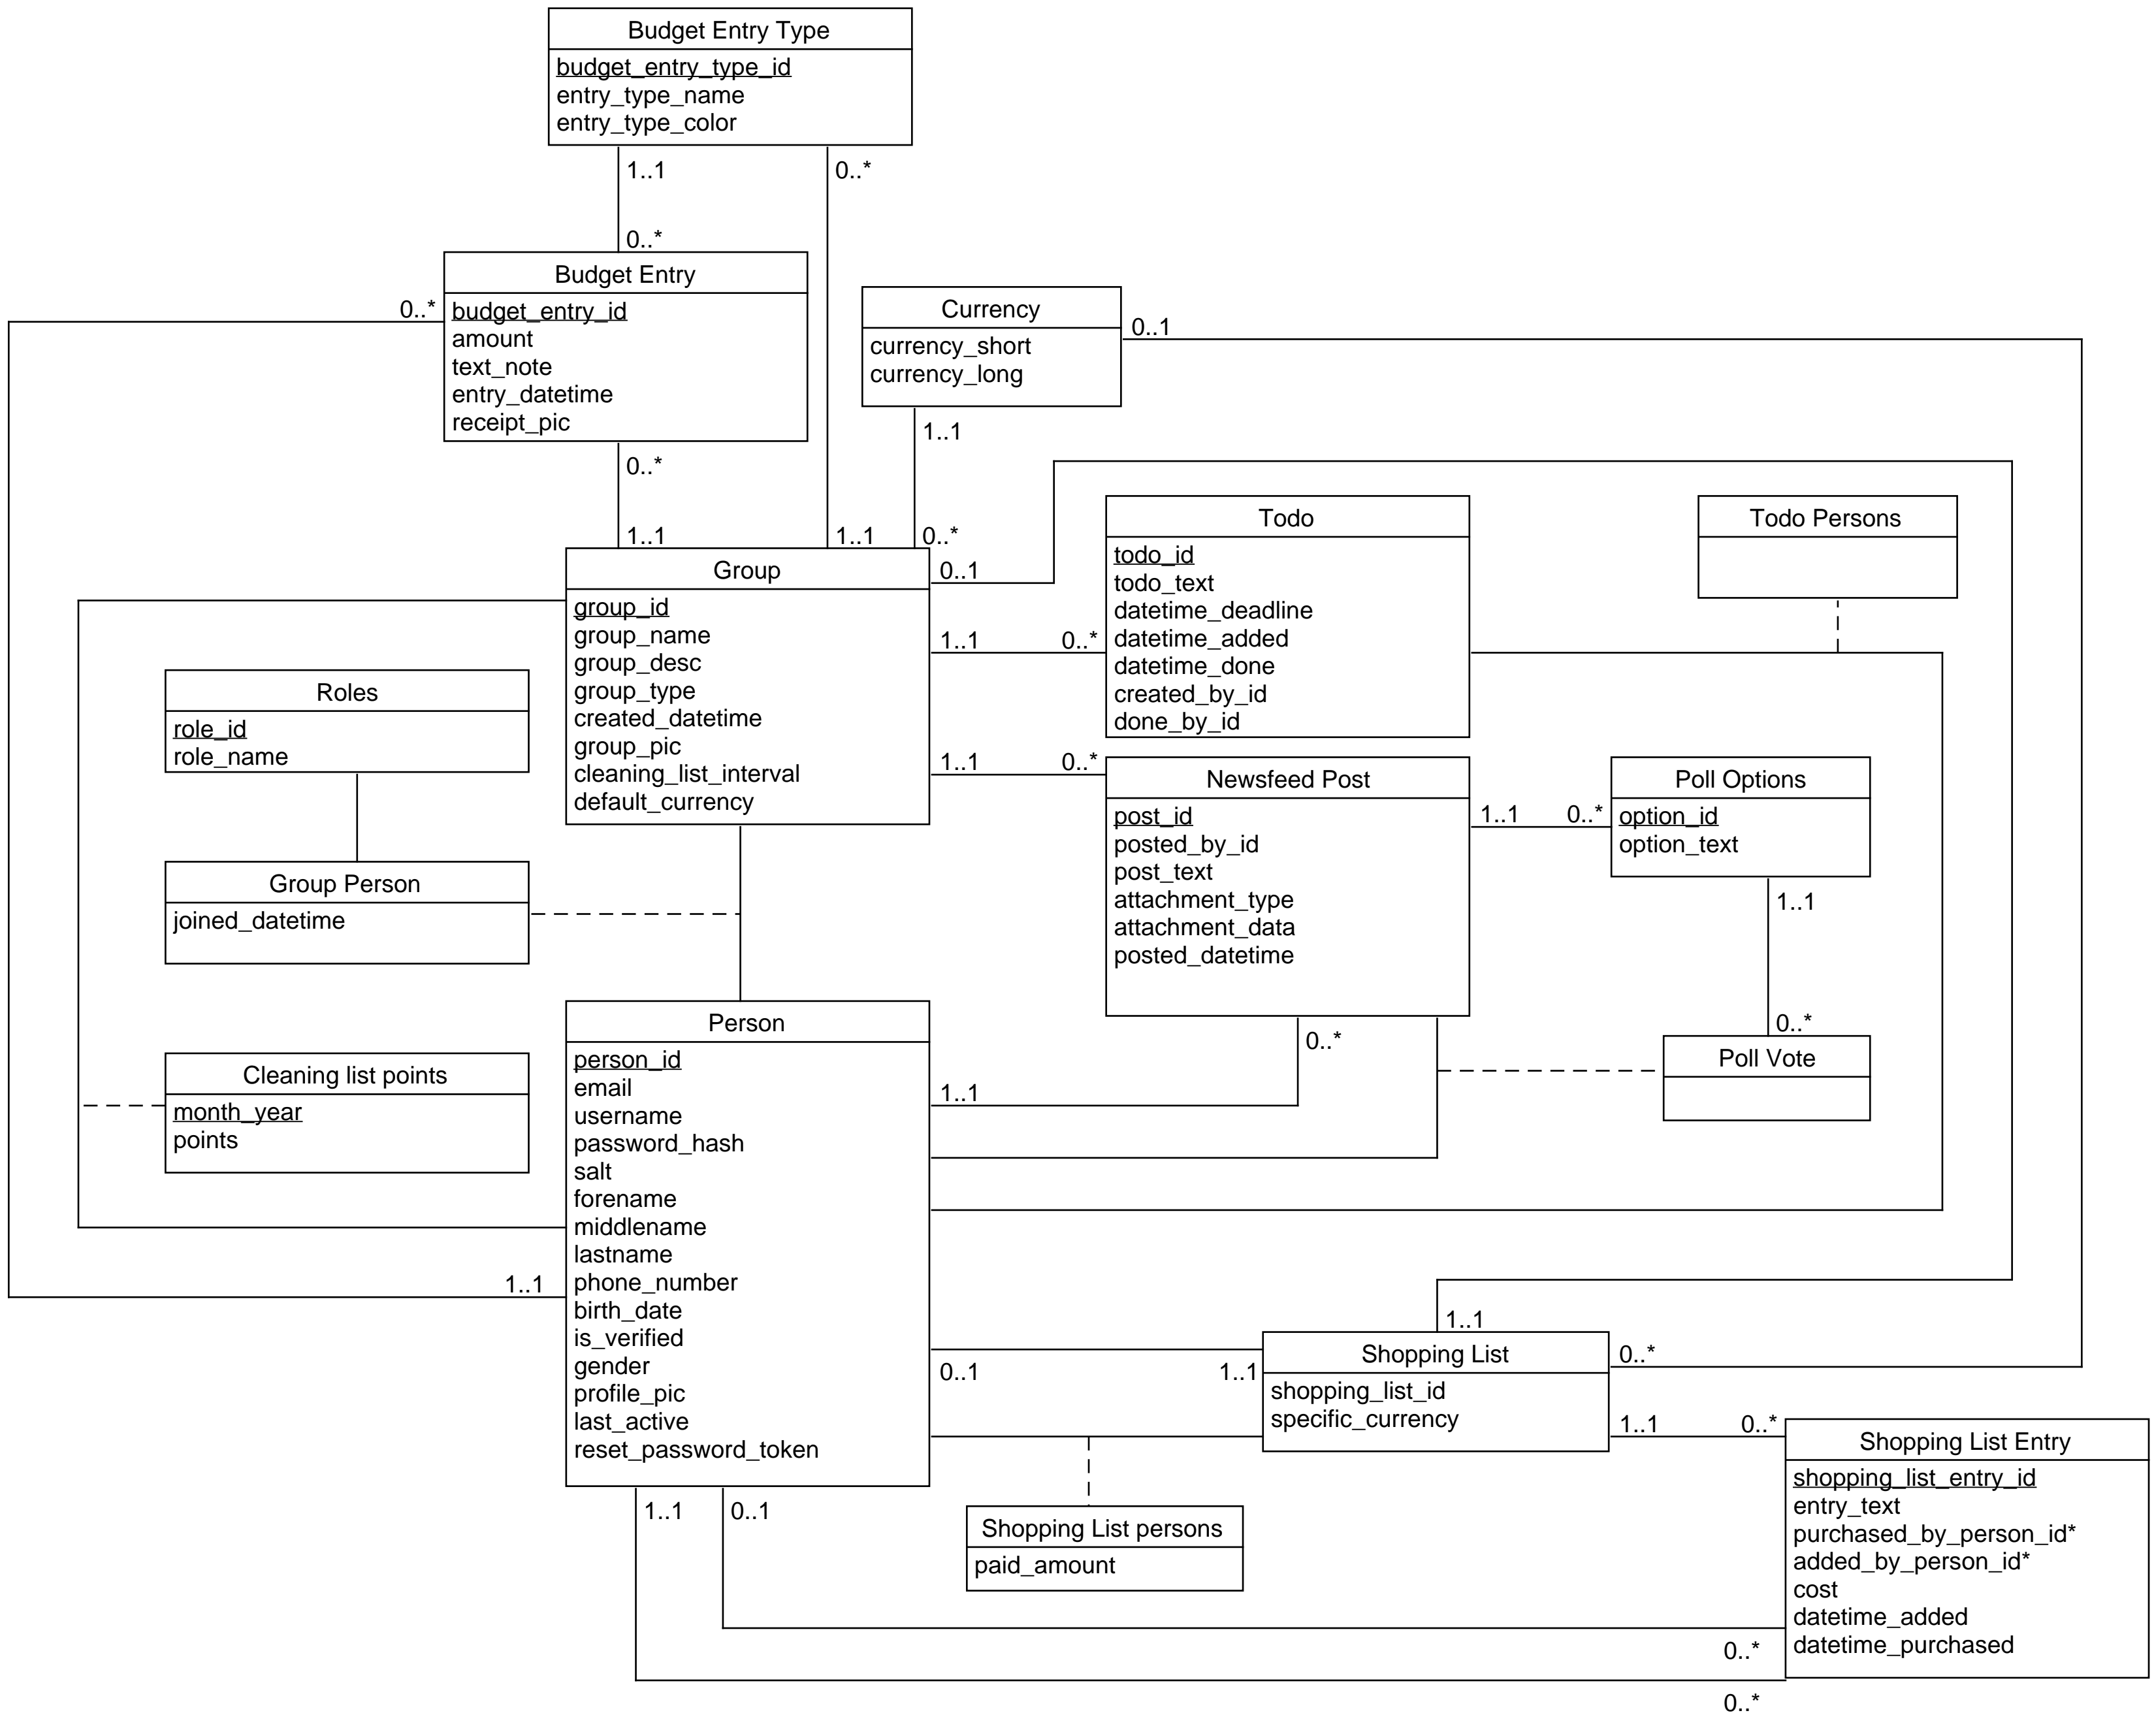 Budget Entry Type
budget_entry_type_id
entry_type_name
entry_type_color
1..1
0..*
0..*
Budget Entry
budget_entry_id
amount
text_note
entry_datetime
receipt_pic
0..*
Currency
currency_short
currency_long
0..1
1..1
0..*
1..1
1..1
0..*
Group
group_id
group_name
group_desc
group_type
created_datetime
group_pic
cleaning_list_interval
default_currency
0..1
1..1
0..*
1..1
0..*
Todo
todo_id
todo_text
datetime_deadline
datetime_added
datetime_done
created_by_id
done_by_id
Todo Persons
Roles
role_id
role_name
Newsfeed Post
post_id
posted_by_id
post_text
attachment_type
attachment_data
posted_datetime
1..1
0..*
Poll Options
option_id
option_text
1..1
0..*
Poll Vote
Group Person
joined_datetime
Cleaning list points
month_year
points
Person
person_id
email
username
password_hash
salt
forename
middlename
lastname
phone_number
birth_date
is_verified
gender
profile_pic
last_active
reset_password_token
0..*
1..1
1..1
0..1
1..1
1..1
Shopping List
shopping_list_id
specific_currency
0..*
1..1
0..*
Shopping List Entry
shopping_list_entry_id
entry_text
purchased_by_person_id*
added_by_person_id*
cost
datetime_added
datetime_purchased
1..1
0..1
Shopping List persons
paid_amount
0..*
0..*